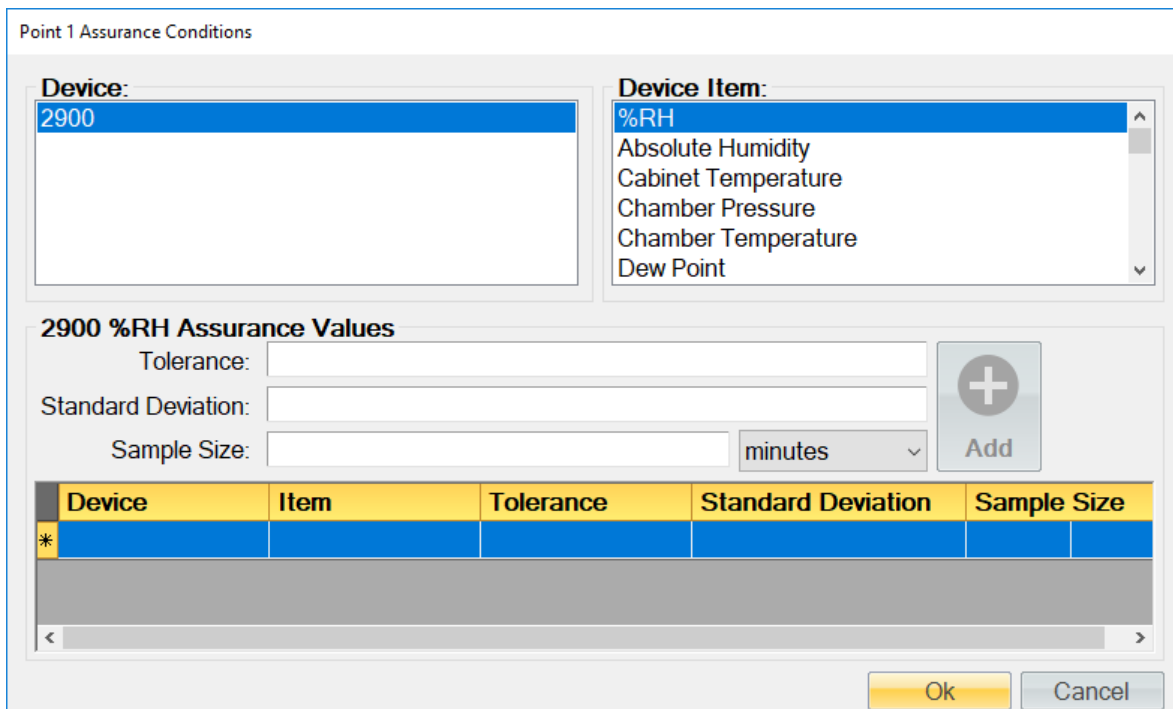 Point 1 Assurance Conditions
Device:
2900
Device Item:
%RH
Absolute Humidity
Cabinet Temperature
Chamber Pressure
Chamber Temperature
Dew Point
2900 %RH Assurance Values
Tolerance:
Standard Deviation:
Sample Size:
minutes
Add
Device Item Tolerance Standard Deviation Sample Size
*
Ok Cancel